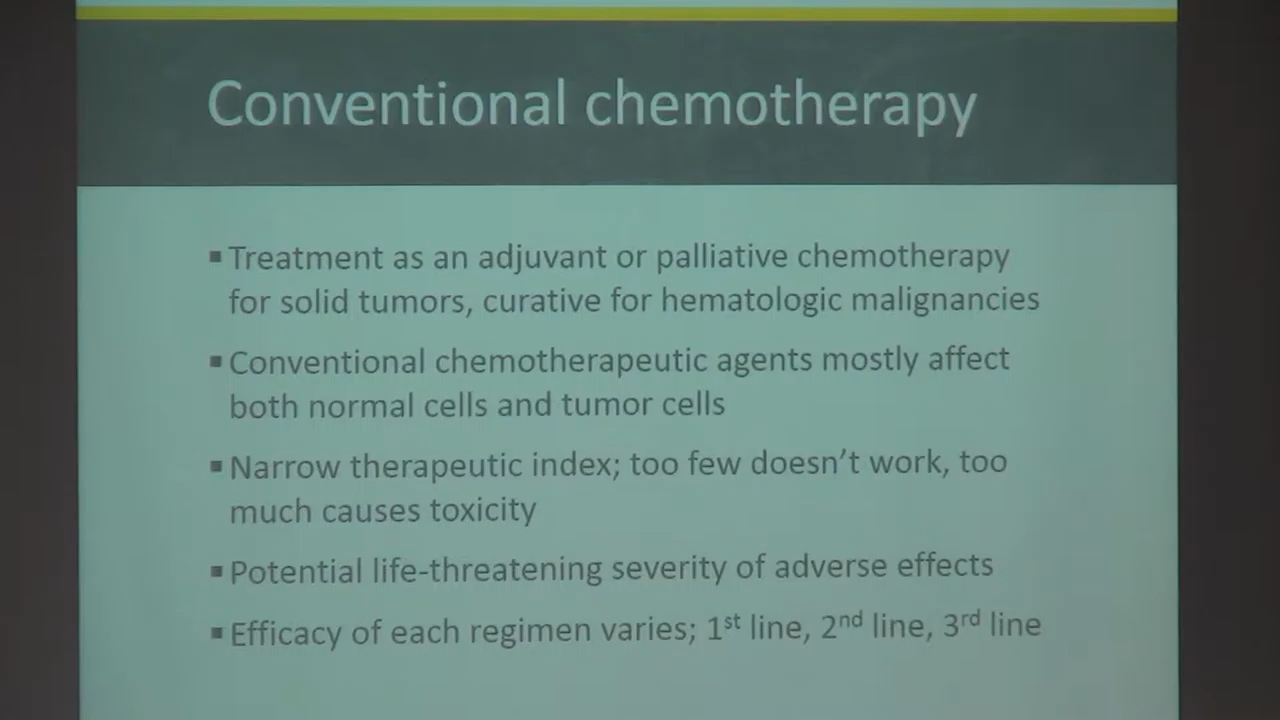 Conventional chemotherapy
▪ Treatment as an adjuvant or palliative chemotherapy
for solid tumors, curative for hematologic malignancies
▪ Conventional chemotherapeutic agents mostly affect
both normal cells and tumor cells
▪ Narrow therapeutic index; too few doesn’t work, too
much causes toxicity
▪ Potential life-threatening severity of adverse effects
▪ Efficacy of each regimen varies; 1st line, 2nd line, 3rd line